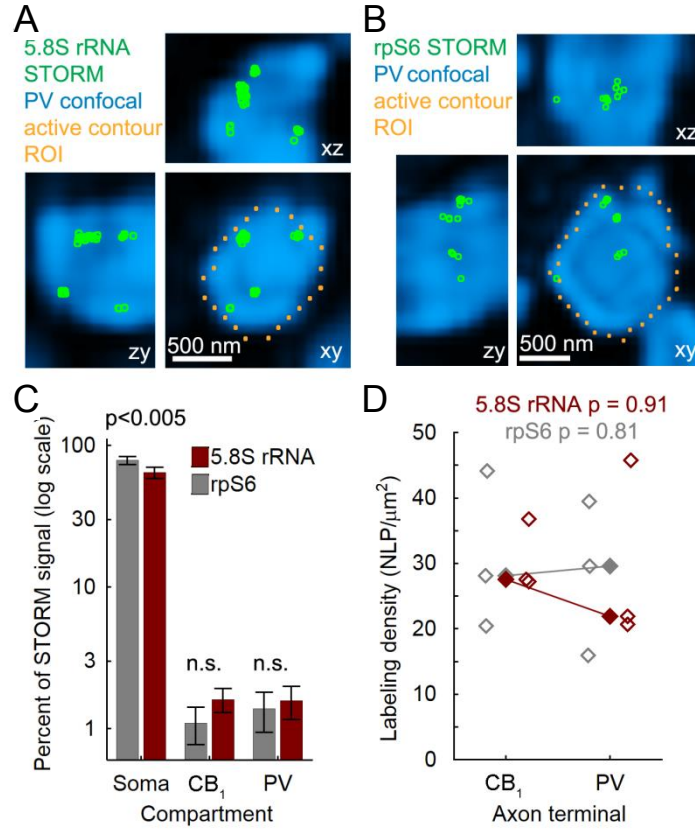 A
5.8S rRNA
STORM
PV confocal
active contour
ROI
xz
zy
500 nm
xy
B
rpS6 STORM
PV confocal
active contour
ROI
xz
zy
500 nm
xy
C
p<0.005
100
30
10
3
1
Percent of STORM signal (log scale)
5.8S rRNA
rpS6
n.s.
n.s.
Soma
CB₁
PV
Compartment
D
5.8S rRNA p = 0.91
rpS6 p = 0.81
50
40
30
20
10
0
Labeling density (NLP/μm²)
CB₁
PV
Axon terminal